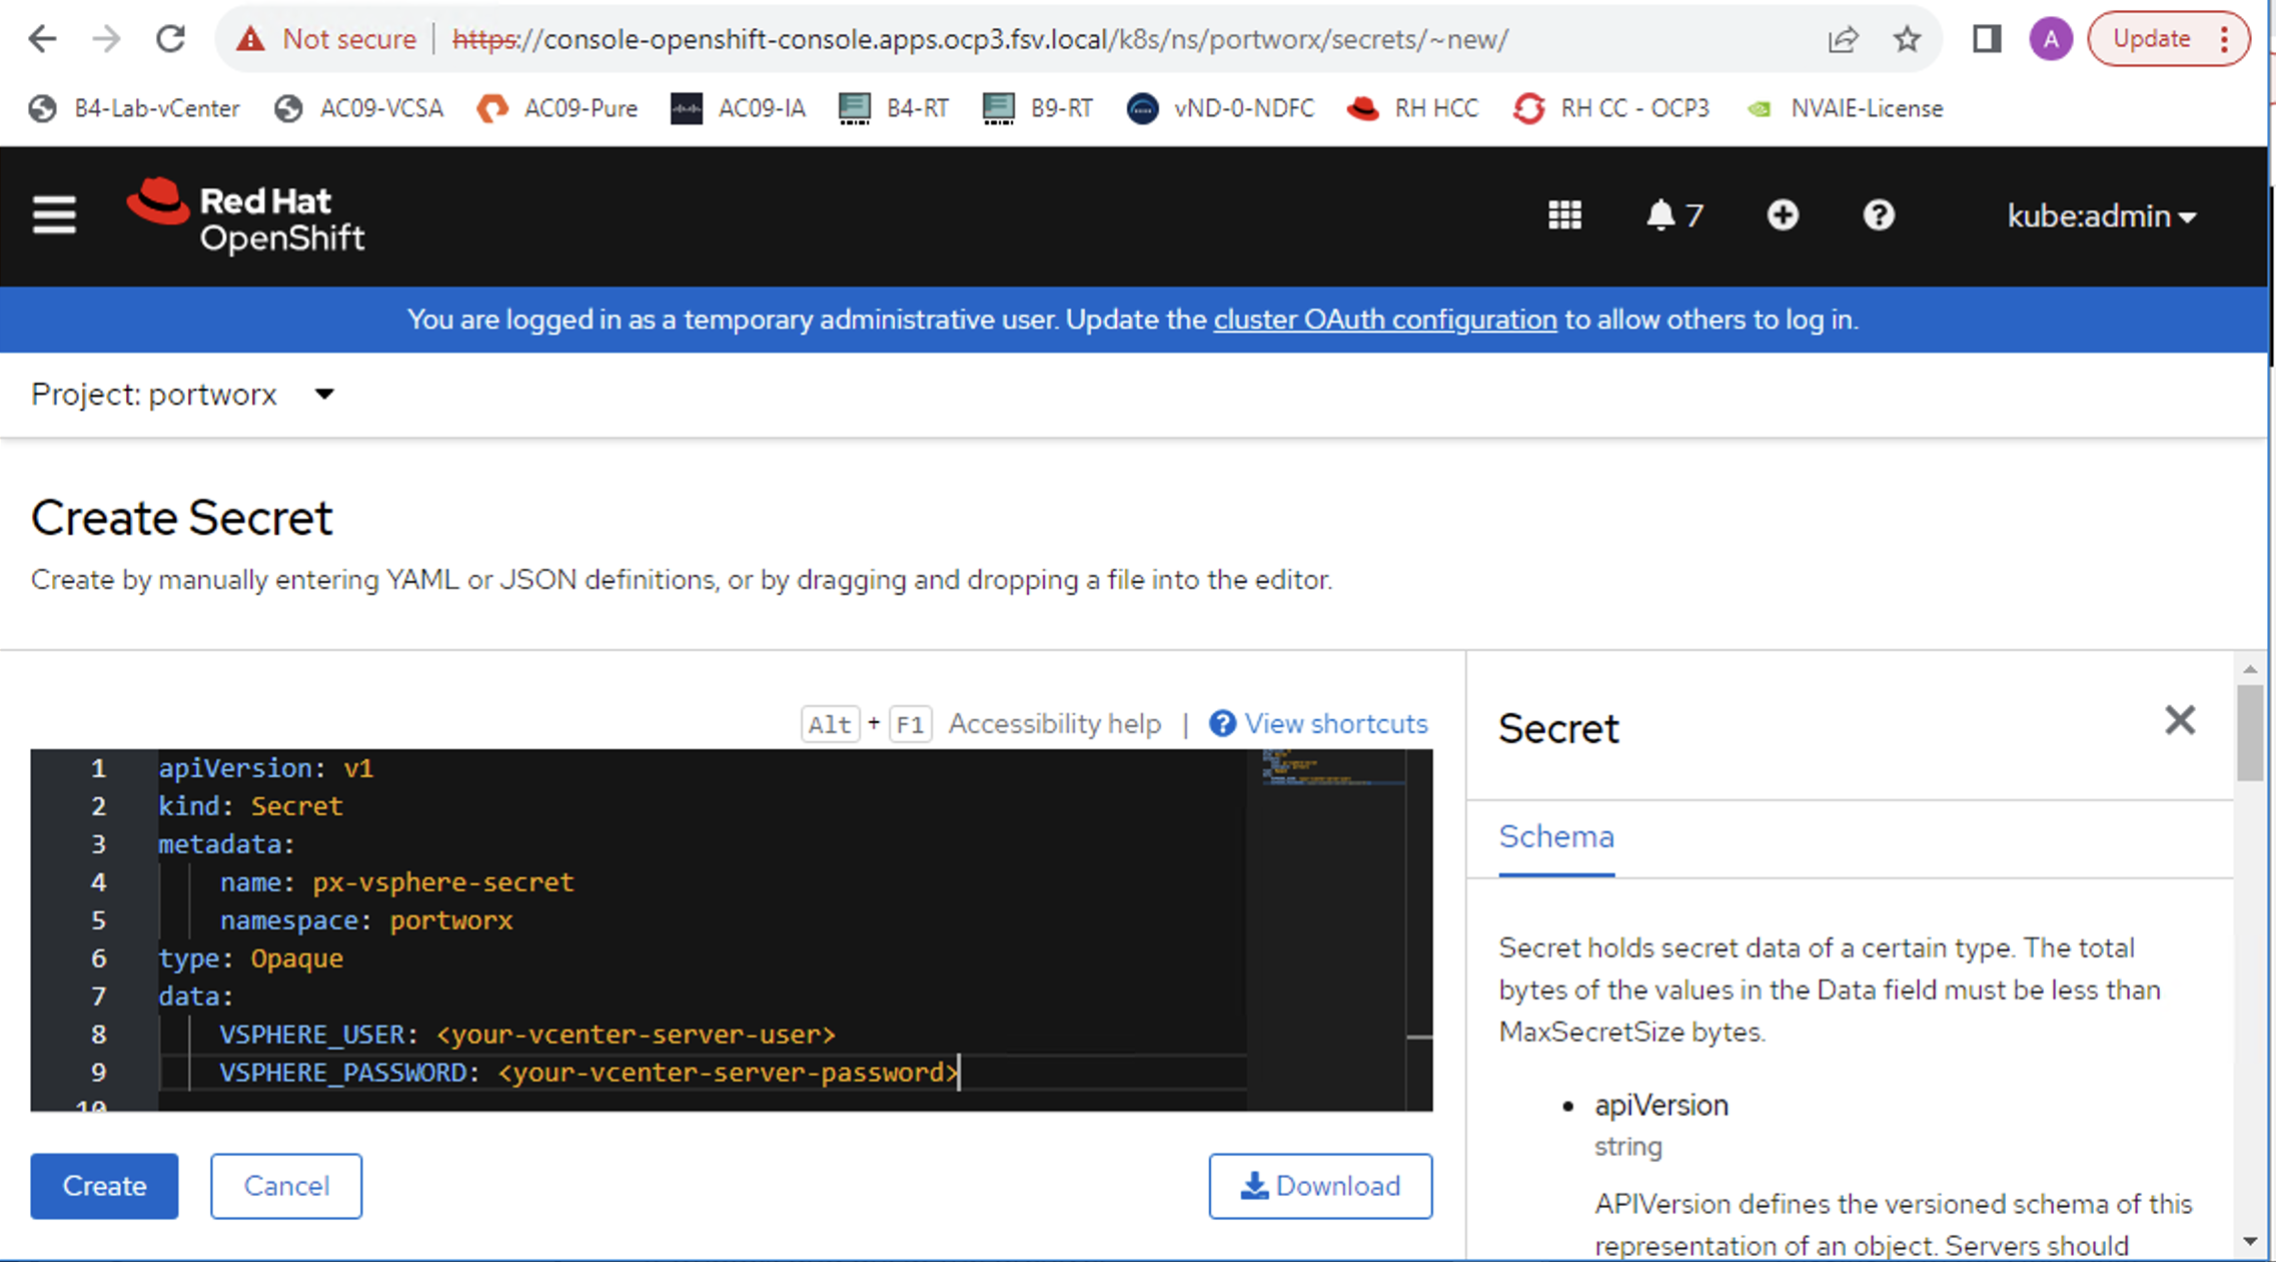 Not secure https://console-openshift-console.apps.ocp3.fsv.local/k8s/ns/portworx/secrets/~new/ A Update
B4-Lab-vCenter AC09-VCSA AC09-Pure AC09-IA B4-RT B9-RT vND-0-NDFC RH HCC RH CC - OCP3 NVAIE-License
Red Hat
OpenShift
7 kube:admin
You are logged in as a temporary administrative user. Update the cluster OAuth configuration to allow others to log in.
Project: portworx
Create Secret
Create by manually entering YAML or JSON definitions, or by dragging and dropping a file into the editor.
Alt + F1 Accessibility help | View shortcuts
1 apiVersion: v1
2 kind: Secret
3 metadata:
4 name: px-vsphere-secret
5 namespace: portworx
6 type: Opaque
7 data:
8 VSPHERE_USER: <your-vcenter-server-user>
9 VSPHERE_PASSWORD: <your-vcenter-server-password>
10
Create Cancel Download
Secret
Schema
Secret holds secret data of a certain type. The total
bytes of the values in the Data field must be less than
MaxSecretSize bytes.
• apiVersion
string
APIVersion defines the versioned schema of this
representation of an object. Servers should